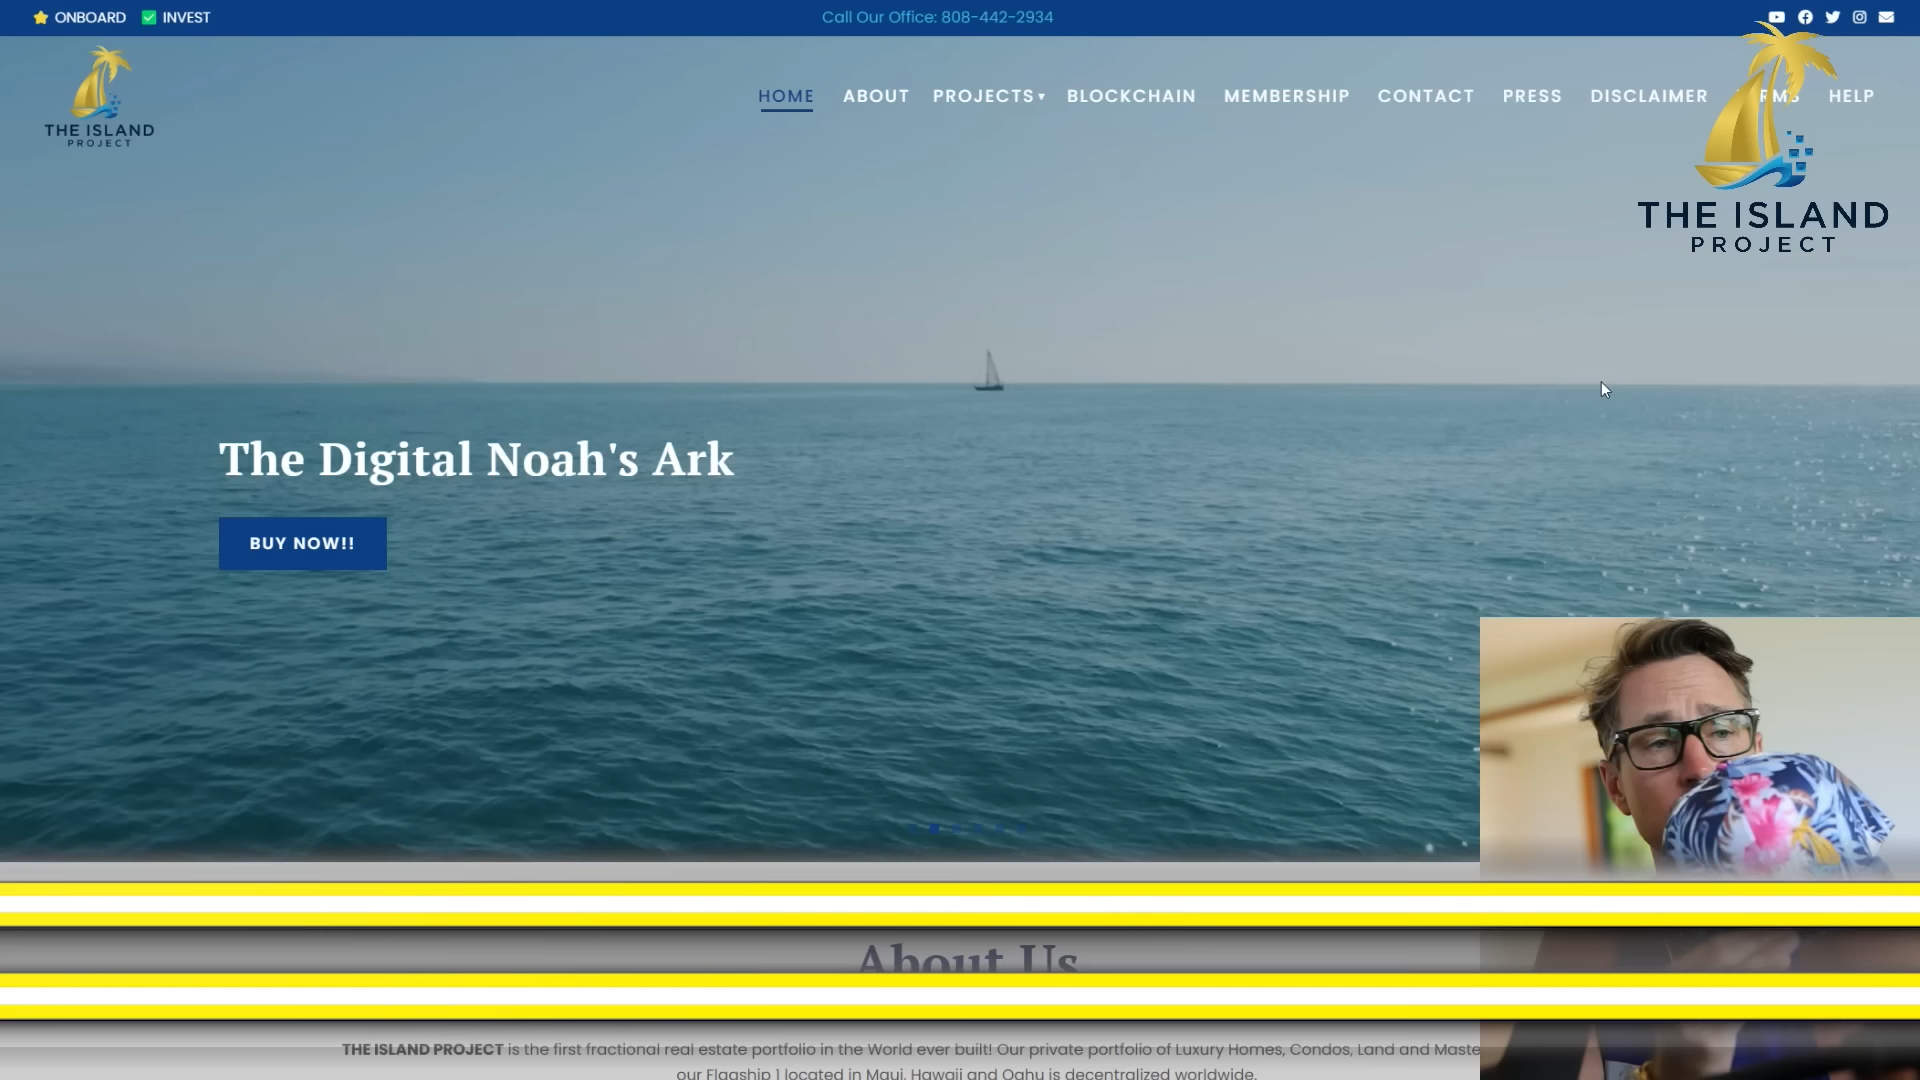 ONBOARD INVEST
Call Our Office: 808-442-2934
THE ISLAND
PROJECT
HOME ABOUT PROJECTS BLOCKCHAIN MEMBERSHIP CONTACT PRESS DISCLAIMER HELP
THE ISLAND
PROJECT
The Digital Noah's Ark
BUY NOW!!
About Us
THE ISLAND PROJECT is the first fractional real estate portfolio in the World ever built! Our private portfolio of Luxury Homes, Condos, Land and
our Flagship 1 located in Maui, Hawaii and Oahu is decentralized worldwide.